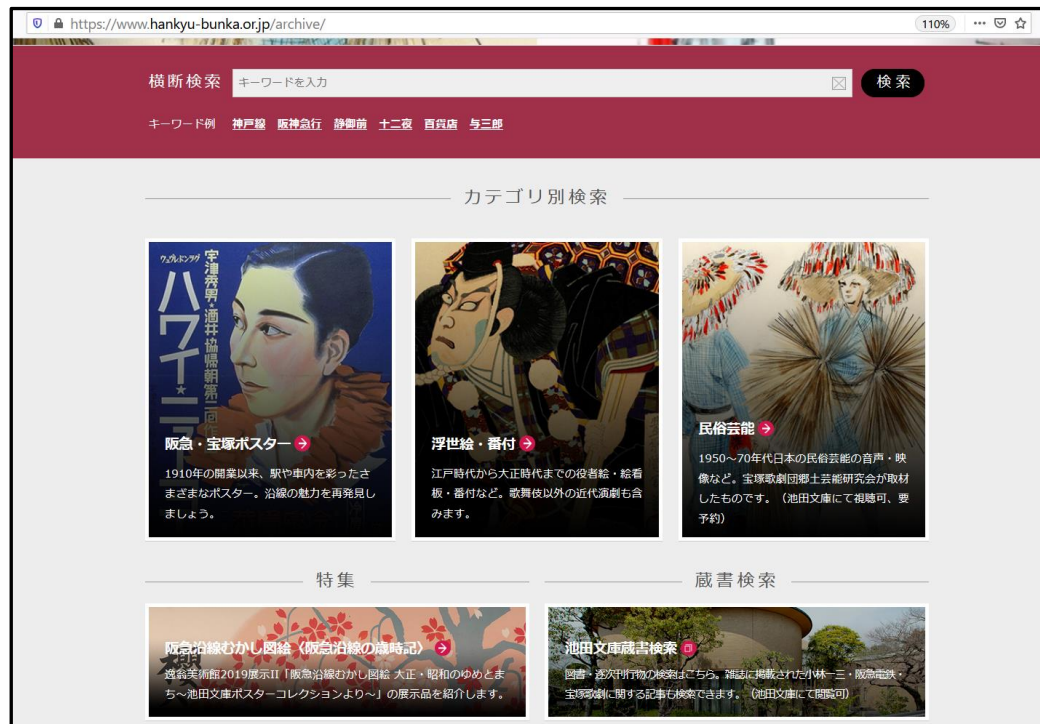 https://www.hankyu-bunka.or.jp/archive/
110%
横断検索
キーワードを入力
検索
キーワード例 神戸線 阪神急行 静御前 十二夜 百貨店 与三郎
カテゴリ別検索
宇津秀男・酒井協 帰朝第二回作
ハワイ・ニ
阪急・宝塚ポスター
1910年の開業以来、駅や車内を彩ったさ
まざまなポスター。沿線の魅力を再発見し
ましょう。
浮世絵・番付
江戸時代から大正時代までの役者絵・絵看
板・番付など。歌舞伎以外の近代演劇も含
みます。
民俗芸能
1950~70年代日本の民俗芸能の音声・映
像など。宝塚歌劇団郷土芸能研究会が取材
したものです。（池田文庫にて視聴可、要
予約）
特集
阪急沿線むかし図絵〈阪急沿線の歳時記〉
逸翁美術館2019展示II「阪急沿線むかし図絵 大正・昭和のゆめとま
ち～池田文庫ポスターコレクションより～」の展示品を紹介します。
蔵書検索
池田文庫蔵書検索
図書・逐次刊行物の検索はこちら。雑誌に掲載された小林一三・阪急電鉄・
宝塚歌劇に関する記事も検索できます。（池田文庫にて閲覧可）